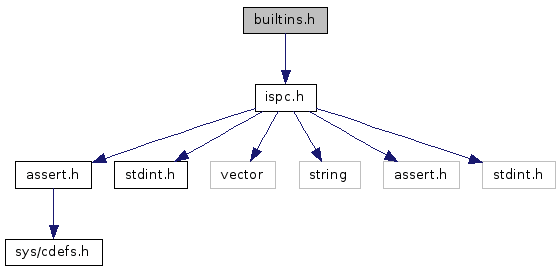 builtins.h
ispc.h
assert.h
stdint.h
vector
string
assert.h
stdint.h
sys/cdefs.h